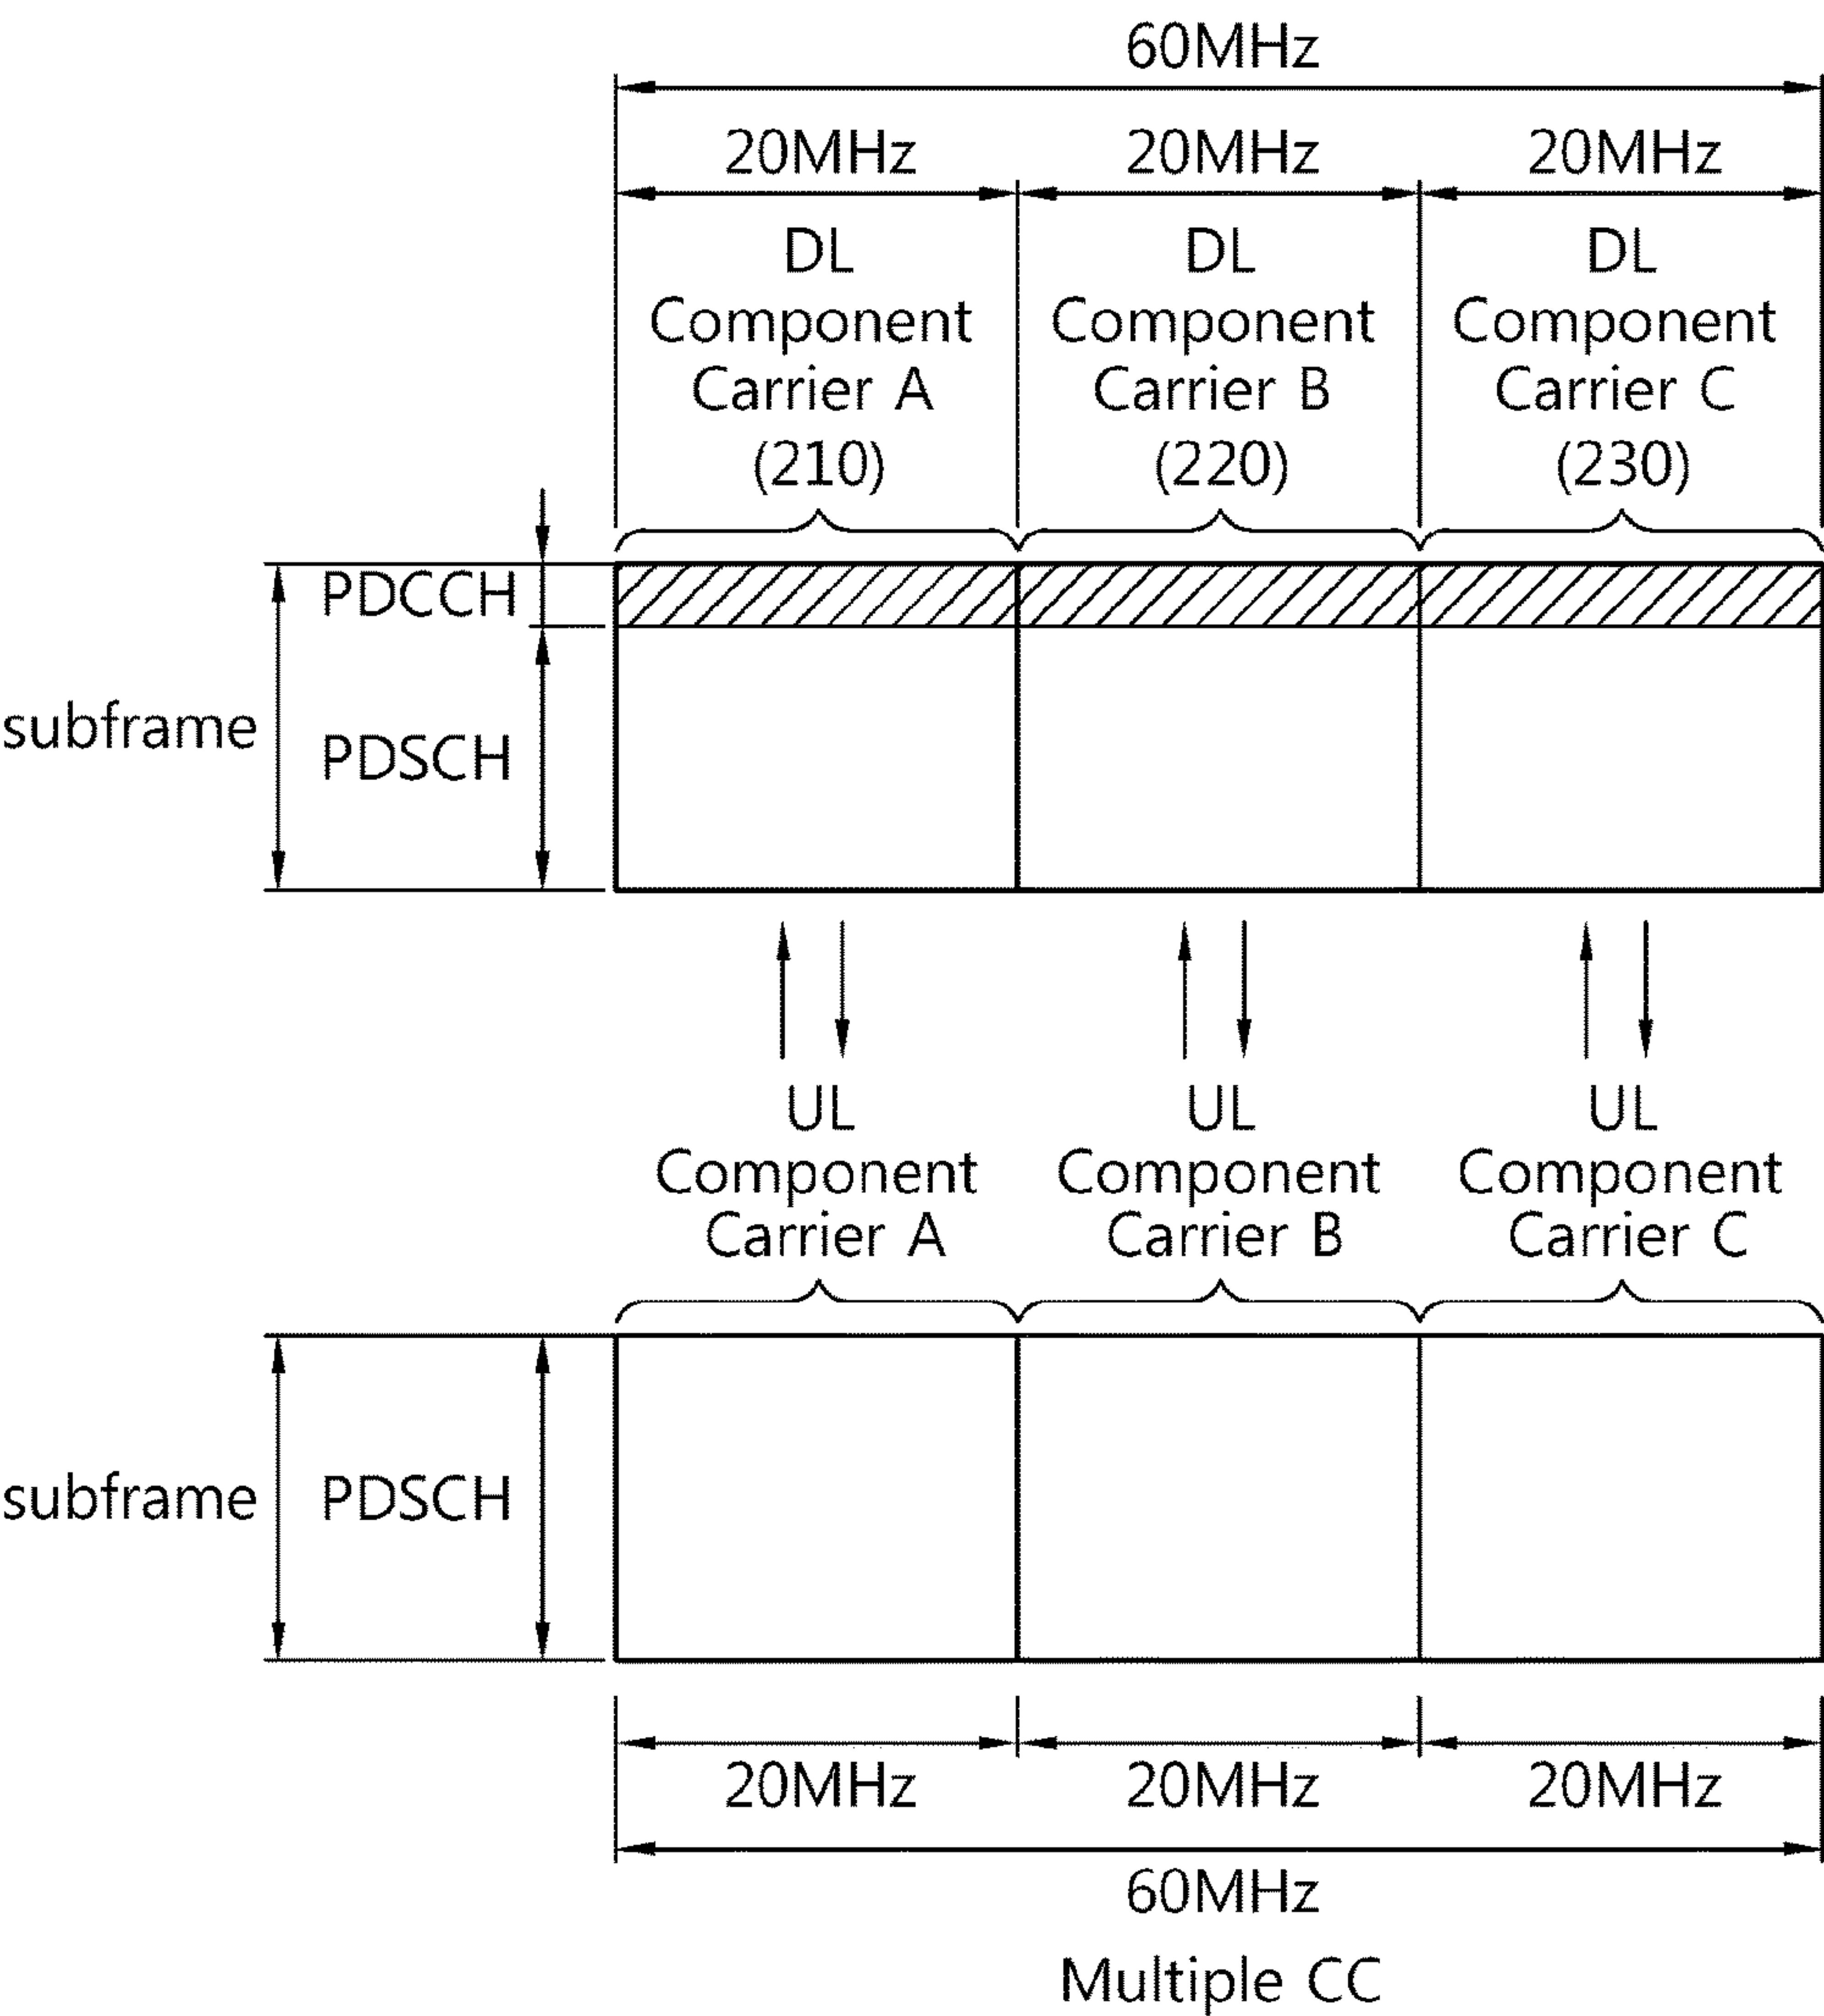 60MHz
20MHz 20MHz 20MHz
DL
Component
Carrier A
(210)
DL
Component
Carrier B
(220)
DL
Component
Carrier C
(230)
PDCCH
subframe
PDSCH
UL
Component
Carrier A
UL
Component
Carrier B
UL
Component
Carrier C
subframe
PDSCH
20MHz 20MHz 20MHz
60MHz
Multiple CC